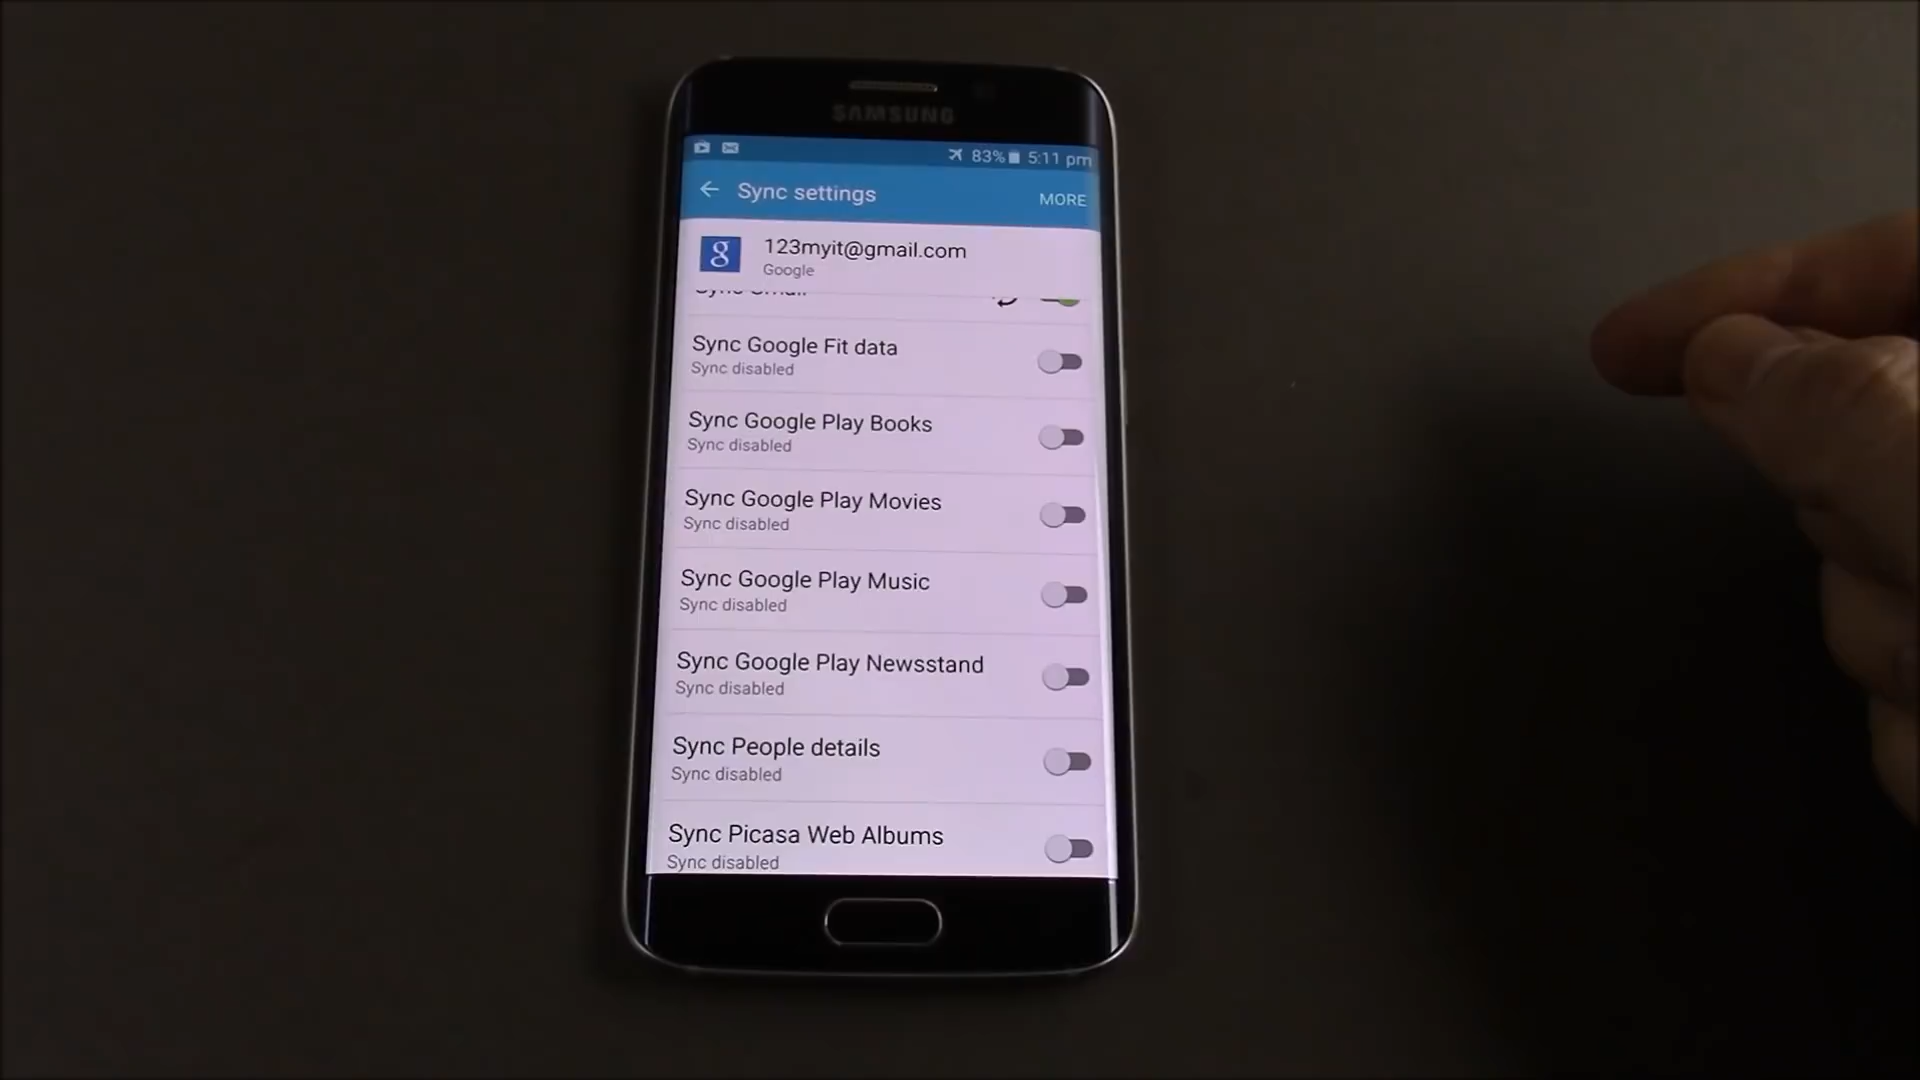 SAMSUNG
83% 5:11 pm
Sync settings
MORE
g
123myit@gmail.com
Google
Sync Gmail
Sync Google Fit data
Sync disabled
Sync Google Play Books
Sync disabled
Sync Google Play Movies
Sync disabled
Sync Google Play Music
Sync disabled
Sync Google Play Newsstand
Sync disabled
Sync People details
Sync disabled
Sync Picasa Web Albums
Sync disabled